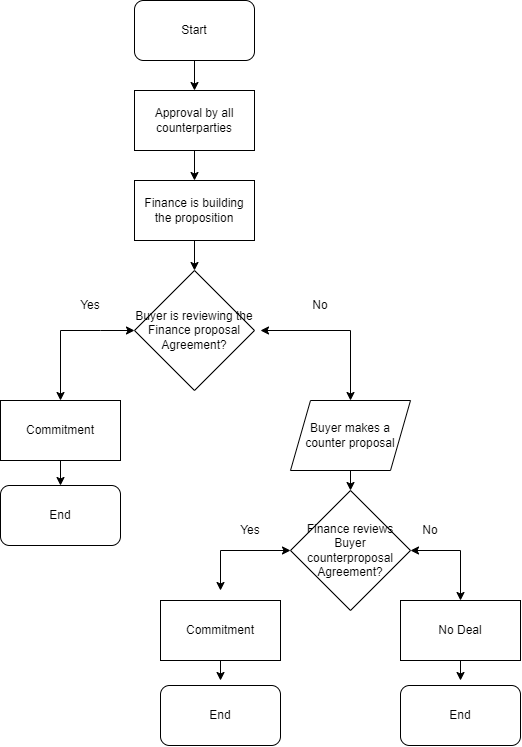 Start
Approval by all
counterparties
Finance is building
the proposition
Yes
No
Buyer is reviewing the
Finance proposal
Agreement?
Commitment
Buyer makes a
counter proposal
End
Yes
No
Finance reviews
Buyer
counterproposal
Agreement?
Commitment
No Deal
End
End